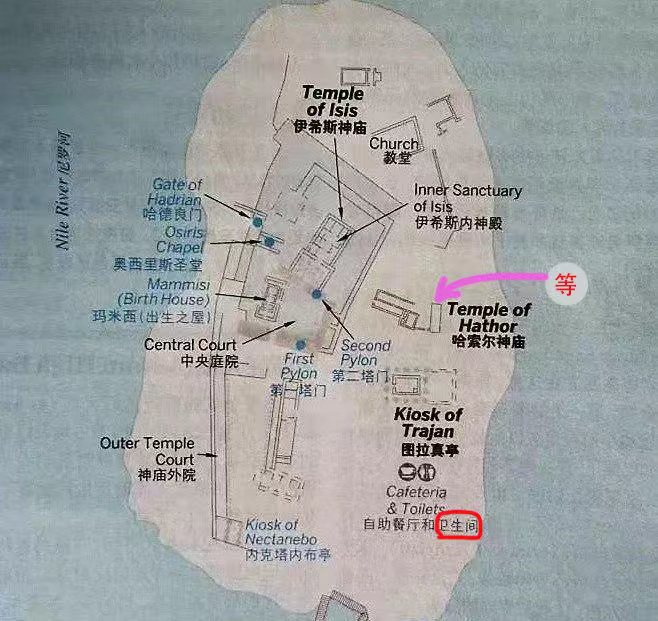 Temple
of Isis
伊希斯神庙
Church
教堂
Nile River 尼罗河
Gate of
Hadrian
哈德良门
Inner Sanctuary
of Isis
伊希斯内神殿
Osiris
Chapel
奥西里斯圣堂
Mammisi
(Birth House)
玛米西(出生之屋)
等
Temple of
Hathor
哈索尔神庙
Central Court
中央庭院
First
Pylon
第一塔门
Second
Pylon
第二塔门
Kiosk of
Trajan
图拉真亭
Outer Temple
Court
神庙外院
Cafeteria
& Toilets
自助餐厅和卫生间
Kiosk of
Nectanebo
内克塔内布亭